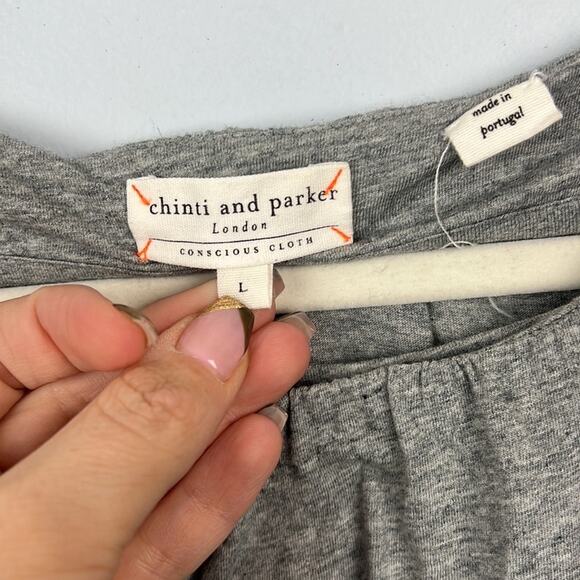 chinti and parker
London
CONSCIOUS CLOTH
L
made in
portugal